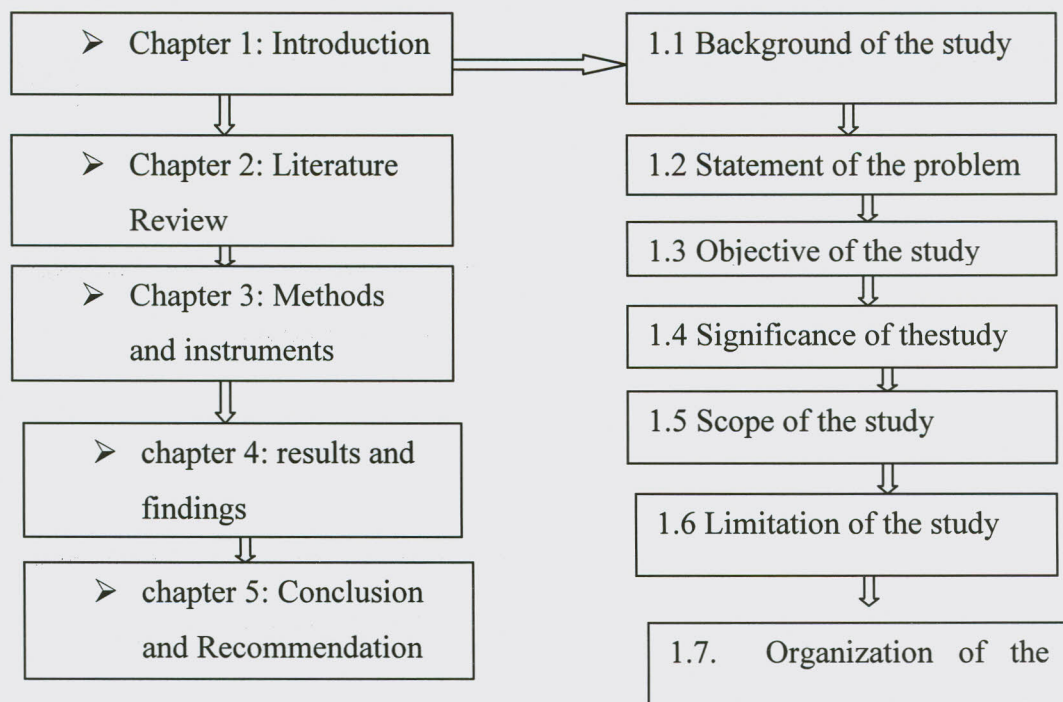 ➢ Chapter 1: Introduction
➢ Chapter 2: Literature
Review
➢ Chapter 3: Methods
and instruments
➢ chapter 4: results and
findings
➢ chapter 5: Conclusion
and Recommendation
1.1 Background of the study
1.2 Statement of the problem
1.3 Objective of the study
1.4 Significance of thestudy
1.5 Scope of the study
1.6 Limitation of the study
1.7. Organization of the